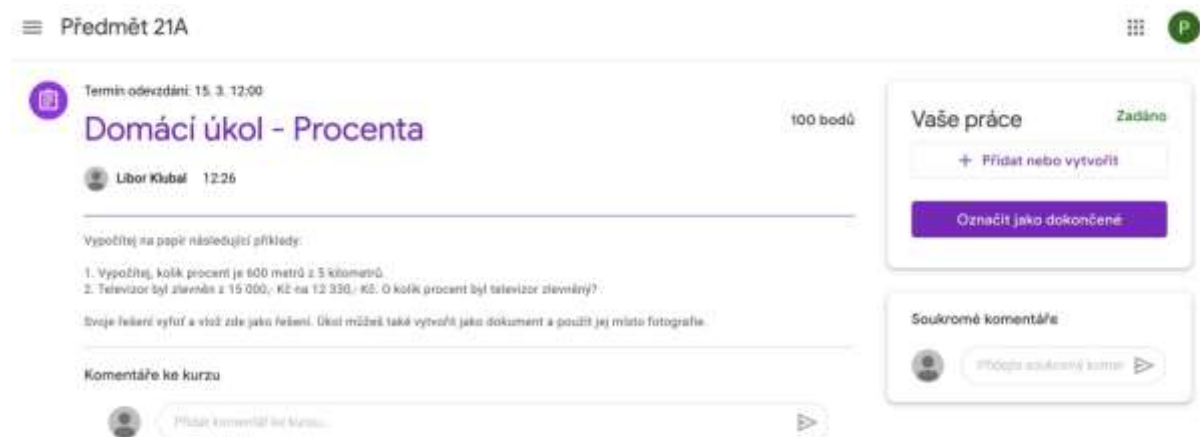 Předmět 21A
P
Termín odevzdání: 15. 3. 12:00
Domácí úkol - Procenta
100 bodů
Libor Klubal 12:26
Vypočítej na papír následující příklady:
1. Vypočítej, kolik procent je 600 metrů z 5 kilometrů.
2. Televizor byl zlevněn z 15 000,- Kč na 12 330,- Kč. O kolik procent byl televizor zlevněný?
Svoje řešení vyfoť a vlož zde jako řešení. Úkol můžeš také vytvořit jako dokument a použít jej místo fotografie.
Komentáře ke kurzu
Přidat komentář ke kurzu...
Vaše práce
Zadáno
+ Přidat nebo vytvořit
Označit jako dokončené
Soukromé komentáře
Přidejte soukromý komen